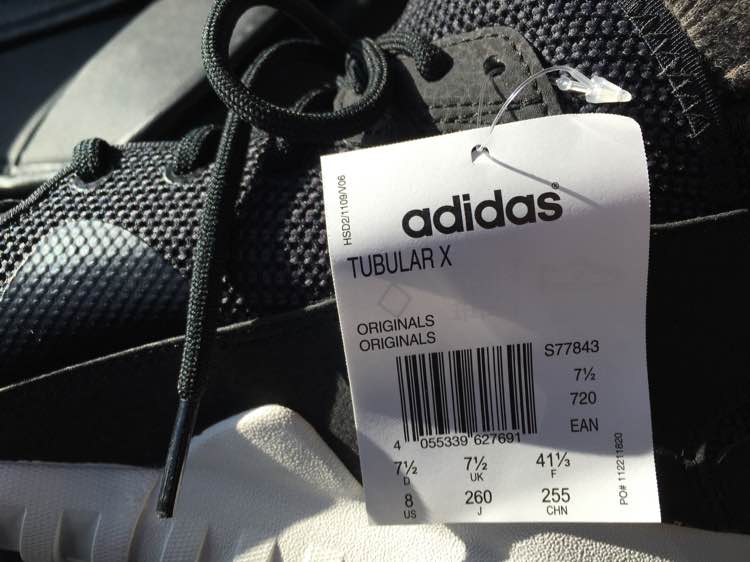 HSD2/1109/V06
adidas®
TUBULAR X
ORIGINALS
ORIGINALS
S77843
7½
720
EAN
4 055339 627691
7½ 7½ 41⅓
D UK F
8 260 255
US J CHN
PO# 112211820